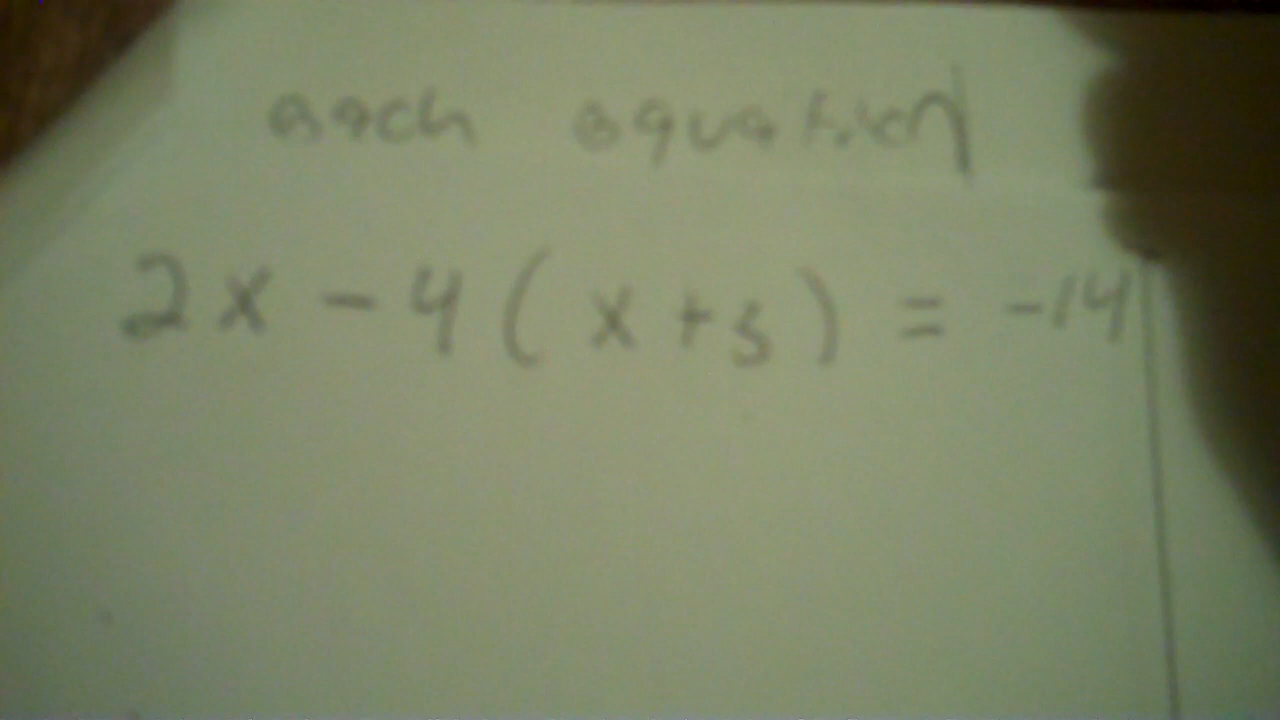 each equation
2x - 4 ( x + 3 ) = -14